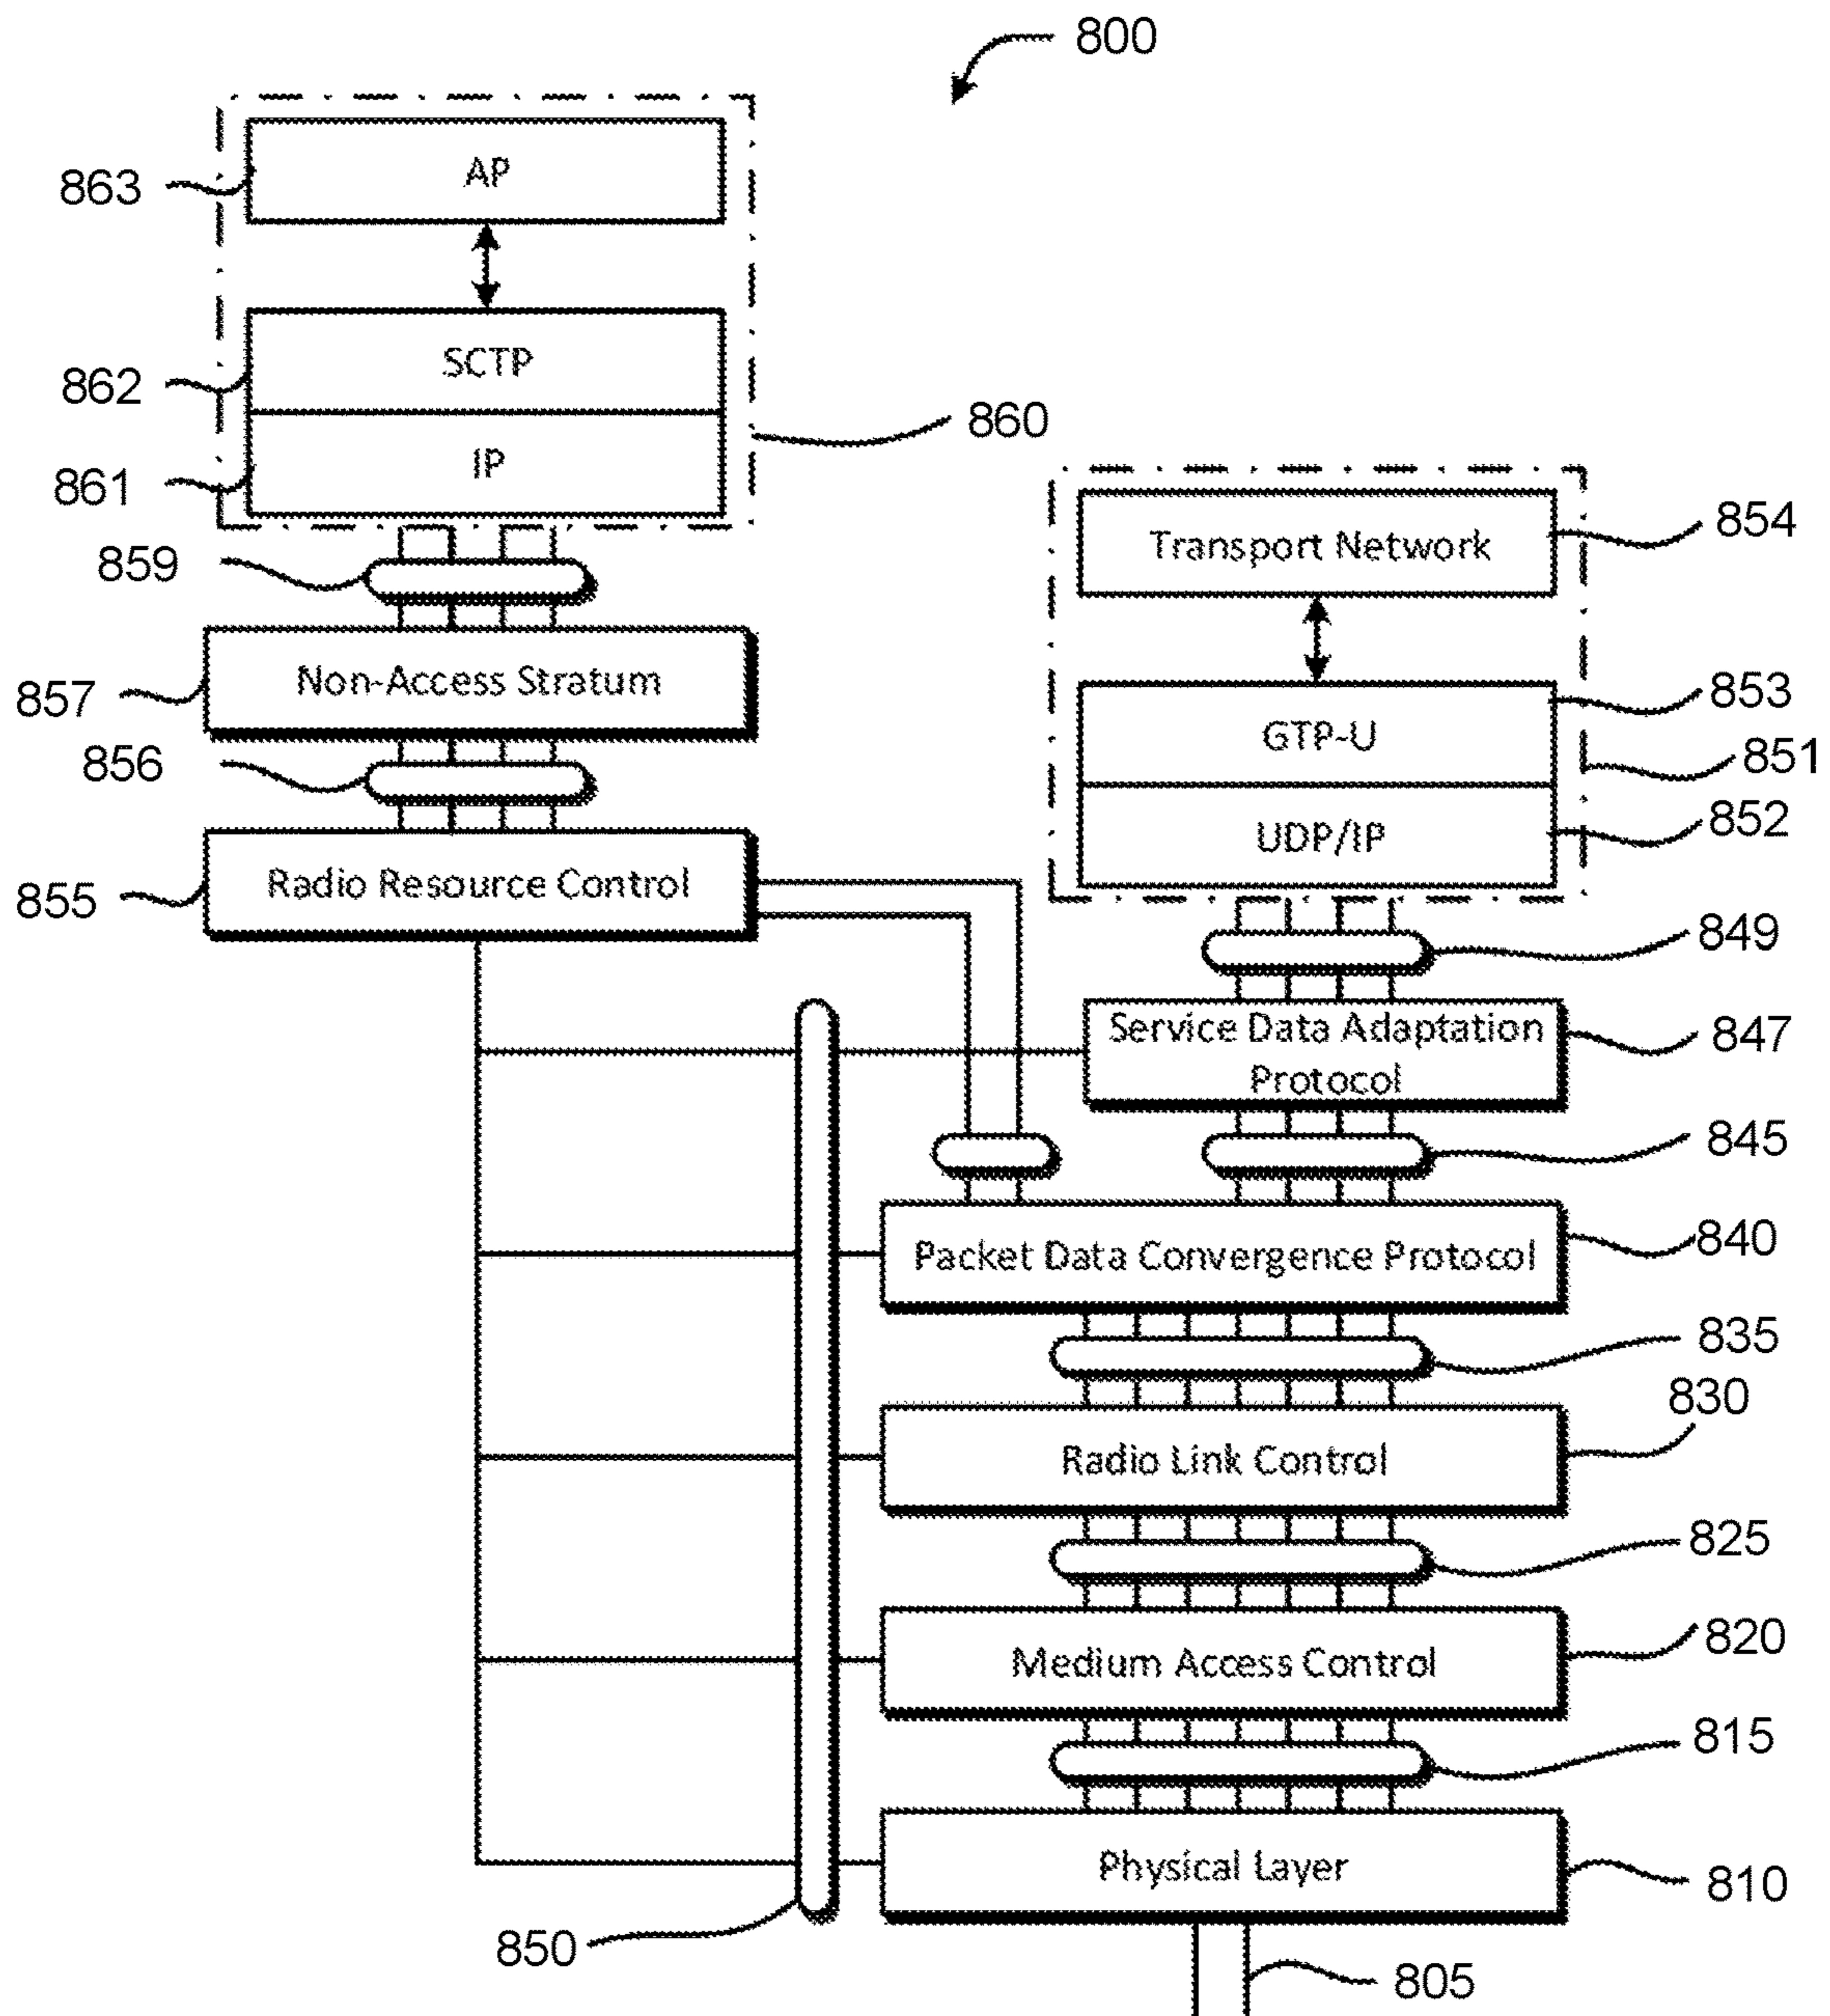 800
AP
863
SCTP
862
860
IP
861
Transport Network
854
859
Non-Access Stratum
857
GTP-U
853
851
856
UDP/IP
852
Radio Resource Control
855
849
Service Data Adaptation
Protocol
847
845
Packet Data Convergence Protocol
840
835
830
Radio Link Control
825
Medium Access Control
820
815
Physical Layer
810
850
805